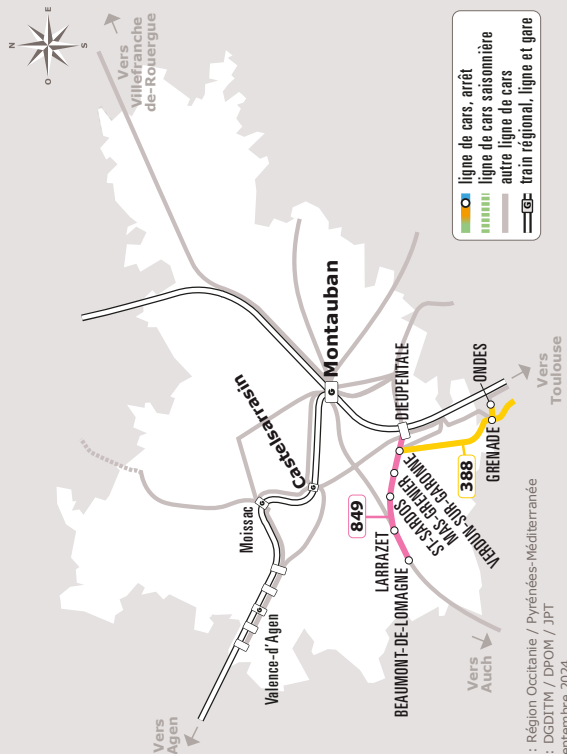 N
E
S
O
Vers
Villefranche
de-Rouergue
ligne de cars, arrêt
ligne de cars saisonnière
autre ligne de cars
G train régional, ligne et gare
Vers
Agen
Valence-d'Agen
G
Moissac
G
Castelsarrasin
G
Montauban
G
DIEUPENTALE
849
LARRAZET
BEAUMONT-DE-LOMAGNE
ST-SARDOS
MAS-GRENIER
VERDUN-SUR-GARONNE
388
GRENADE
ONDES
Vers
Toulouse
Vers
Auch
: Région Occitanie / Pyrénées-Méditerranée
: DGDITM / DPOM / JPT
eptembre 2024